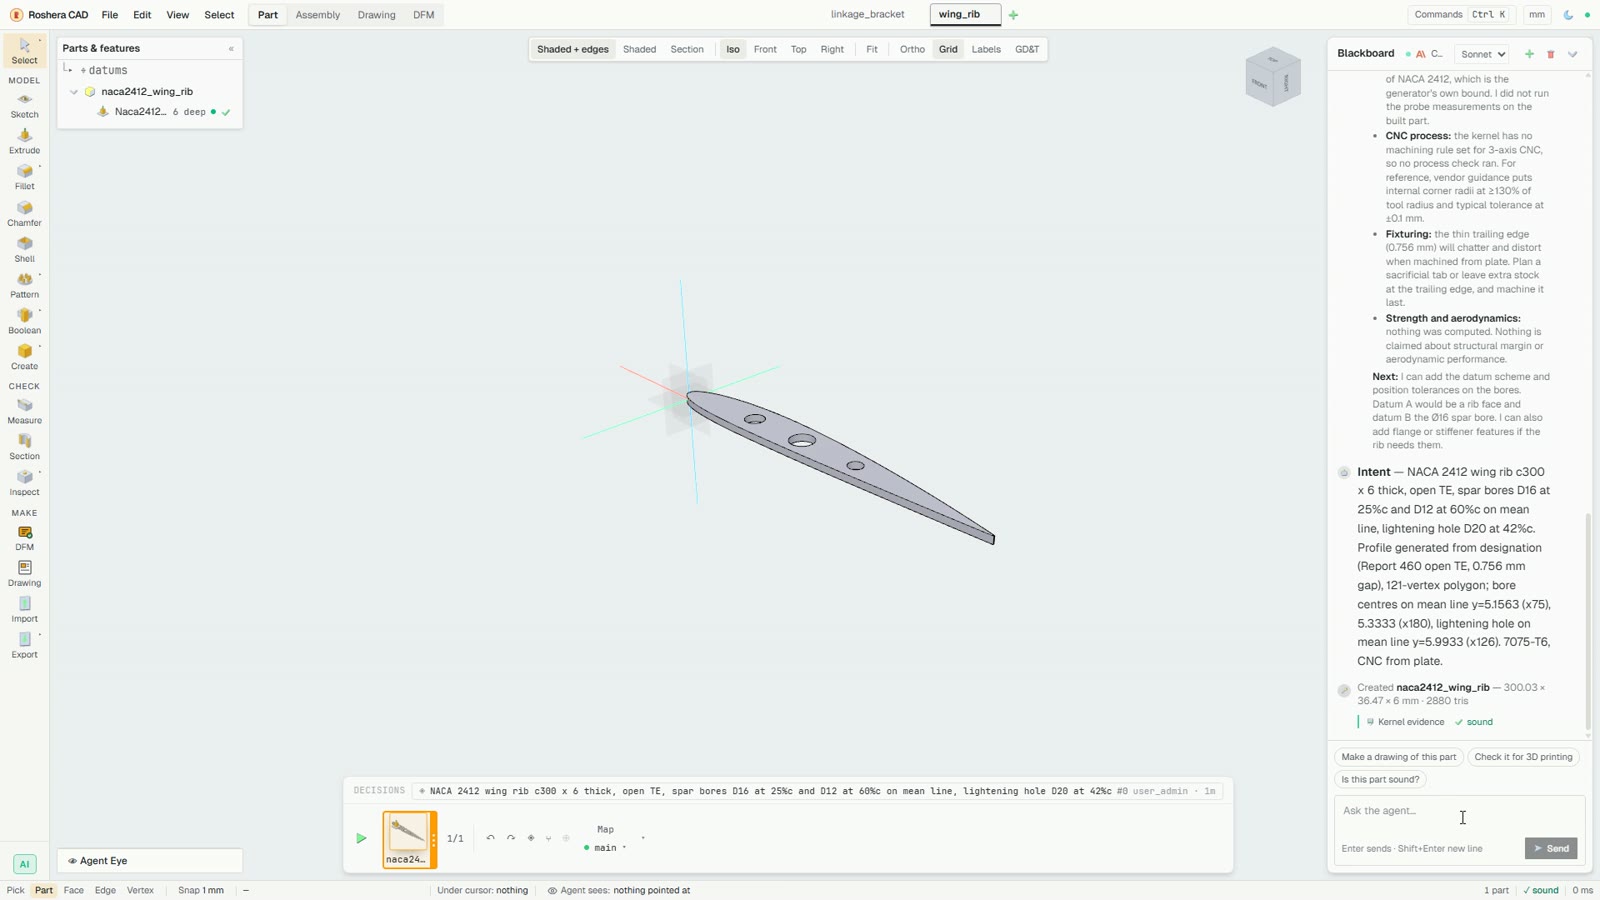 Roshera CAD File Edit View Select Part Assembly Drawing DFM linkage_bracket wing_rib Commands Ctrl K mm
Select
MODEL
Sketch
Extrude
Fillet
Chamfer
Shell
Pattern
Boolean
Create
CHECK
Measure
Section
Inspect
MAKE
DFM
Drawing
Import
Export
AI
Parts & features «
+ datums
naca2412_wing_rib
Naca2412... 6 deep
Shaded + edges Shaded Section Iso Front Top Right Fit Ortho Grid Labels GD&T
TOP
FRONT
RIGHT
Blackboard C... Sonnet
of NACA 2412, which is the
generator's own bound. I did not run
the probe measurements on the
built part.
• CNC process: the kernel has no
machining rule set for 3-axis CNC,
so no process check ran. For
reference, vendor guidance puts
internal corner radii at ≥130% of
tool radius and typical tolerance at
±0.1 mm.
• Fixturing: the thin trailing edge
(0.756 mm) will chatter and distort
when machined from plate. Plan a
sacrificial tab or leave extra stock
at the trailing edge, and machine it
last.
• Strength and aerodynamics:
nothing was computed. Nothing is
claimed about structural margin or
aerodynamic performance.
Next: I can add the datum scheme and
position tolerances on the bores.
Datum A would be a rib face and
datum B the Ø16 spar bore. I can also
add flange or stiffener features if the
rib needs them.
Intent — NACA 2412 wing rib c300
x 6 thick, open TE, spar bores D16 at
25%c and D12 at 60%c on mean
line, lightening hole D20 at 42%c.
Profile generated from designation
(Report 460 open TE, 0.756 mm
gap), 121-vertex polygon; bore
centres on mean line y=5.1563 (x75),
5.3333 (x180), lightening hole on
mean line y=5.9933 (x126). 7075-T6,
CNC from plate.
Created naca2412_wing_rib — 300.03 ×
36.47 × 6 mm · 2880 tris
Kernel evidence ✓ sound
Make a drawing of this part Check it for 3D printing
Is this part sound?
Ask the agent...
Enter sends · Shift+Enter new line Send
DECISIONS NACA 2412 wing rib c300 x 6 thick, open TE, spar bores D16 at 25%c and D12 at 60%c on mean line, lightening hole D20 at 42%c #0 user_admin · 1m
naca24... 1/1 Map
main
Agent Eye
Pick Part Face Edge Vertex Snap 1 mm – Under cursor: nothing Agent sees: nothing pointed at 1 part ✓ sound 0 ms